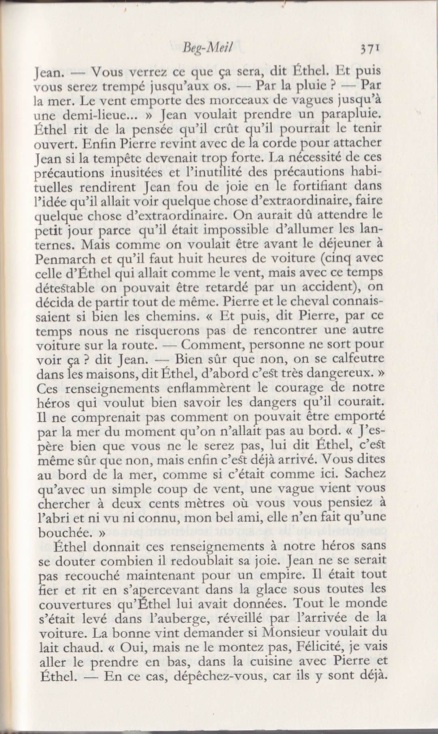 Beg-Meil 371
Jean. — Vous verrez ce que ça sera, dit Éthel. Et puis
vous serez trempé jusqu'aux os. — Par la pluie ? — Par
la mer. Le vent emporte des morceaux de vagues jusqu'à
une demi-lieue... » Jean voulait prendre un parapluie.
Éthel rit de la pensée qu'il crût qu'il pourrait le tenir
ouvert. Enfin Pierre revint avec de la corde pour attacher
Jean si la tempête devenait trop forte. La nécessité de ces
précautions inusitées et l'inutilité des précautions habi-
tuelles rendirent Jean fou de joie en le fortifiant dans
l'idée qu'il allait voir quelque chose d'extraordinaire, faire
quelque chose d'extraordinaire. On aurait dû attendre le
petit jour parce qu'il était impossible d'allumer les lan-
ternes. Mais comme on voulait être avant le déjeuner à
Penmarch et qu'il faut huit heures de voiture (cinq avec
celle d'Éthel qui allait comme le vent, mais avec ce temps
détestable on pouvait être retardé par un accident), on
décida de partir tout de même. Pierre et le cheval connais-
saient si bien les chemins. « Et puis, dit Pierre, par ce
temps nous ne risquerons pas de rencontrer une autre
voiture sur la route. — Comment, personne ne sort pour
voir ça ? dit Jean. — Bien sûr que non, on se calfeutre
dans les maisons, dit Éthel, d'abord c'est très dangereux. »
Ces renseignements enflammèrent le courage de notre
héros qui voulut bien savoir les dangers qu'il courait.
Il ne comprenait pas comment on pouvait être emporté
par la mer du moment qu'on n'allait pas au bord. « J'es-
père bien que vous ne le serez pas, lui dit Éthel, c'est
même sûr que non, mais enfin c'est déjà arrivé. Vous dites
au bord de la mer, comme si c'était comme ici. Sachez
qu'avec un simple coup de vent, une vague vient vous
chercher à deux cents mètres où vous vous pensiez à
l'abri et ni vu ni connu, mon bel ami, elle n'en fait qu'une
bouchée. »
Éthel donnait ces renseignements à notre héros sans
se douter combien il redoublait sa joie. Jean ne se serait
pas recouché maintenant pour un empire. Il était tout
fier et rit en s'apercevant dans la glace sous toutes les
couvertures qu'Éthel lui avait données. Tout le monde
s'était levé dans l'auberge, réveillé par l'arrivée de la
voiture. La bonne vint demander si Monsieur voulait du
lait chaud. « Oui, mais ne le montez pas, Félicité, je vais
aller le prendre en bas, dans la cuisine avec Pierre et
Éthel. — En ce cas, dépêchez-vous, car ils y sont déjà.